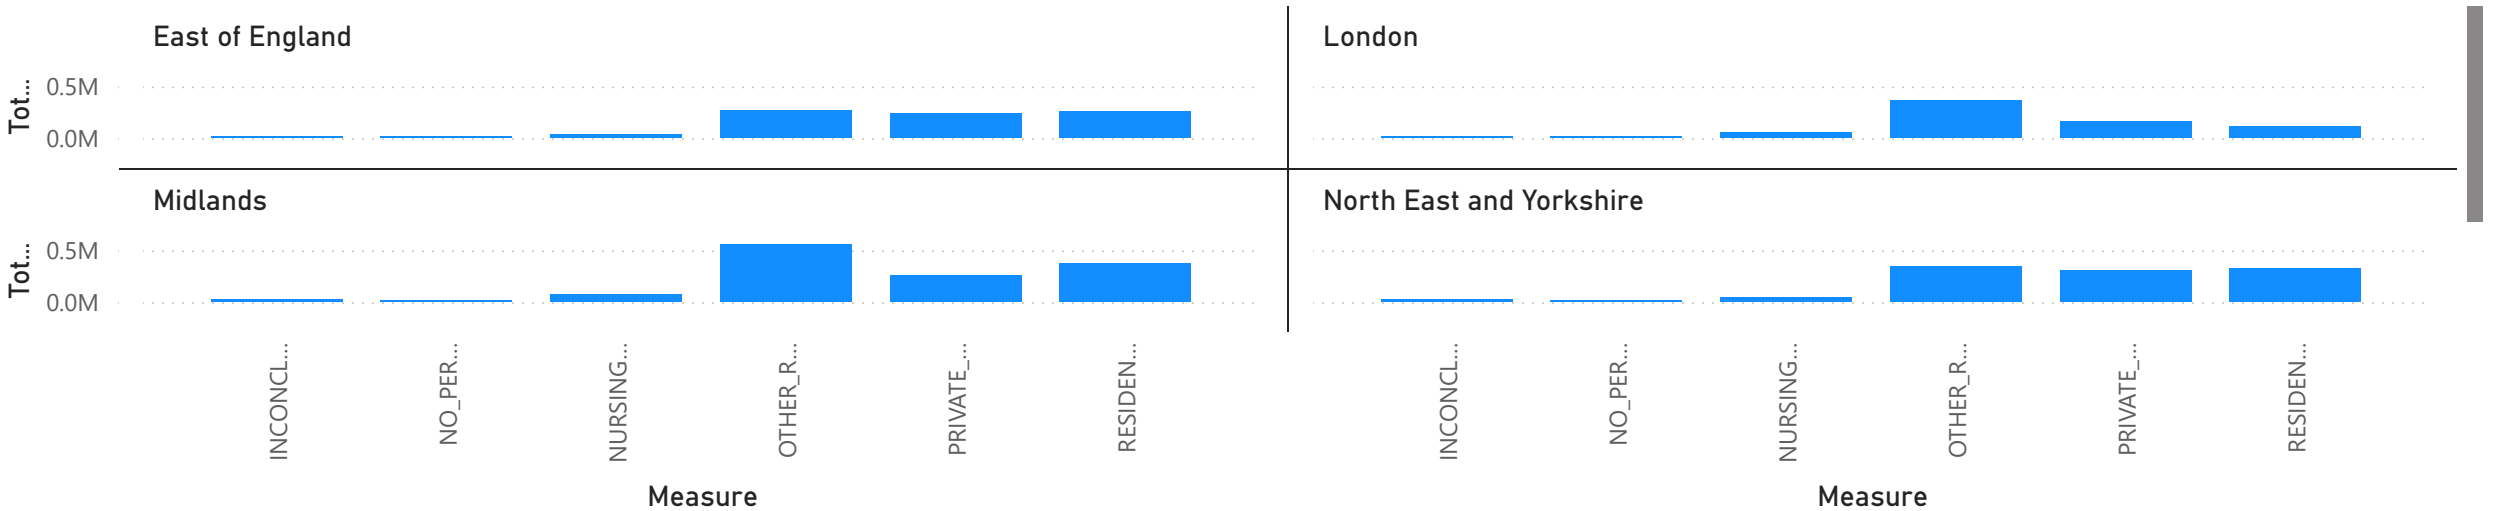 East of England
London
Tot...
0.5M
0.0M
Midlands
North East and Yorkshire
Tot...
0.5M
0.0M
INCONCL...
NO_PER...
NURSING...
OTHER_R...
PRIVATE_...
RESIDEN...
INCONCL...
NO_PER...
NURSING...
OTHER_R...
PRIVATE_...
RESIDEN...
Measure
Measure